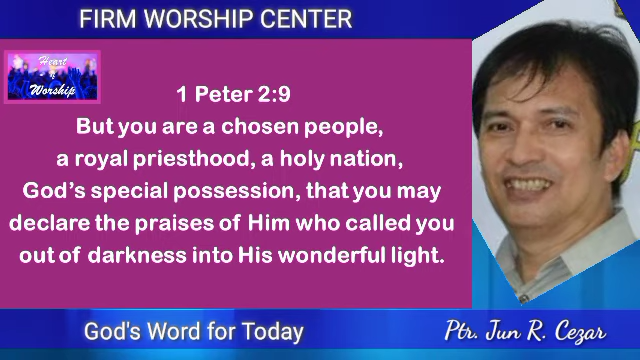 FIRM WORSHIP CENTER
Heart
n
Worship
1 Peter 2:9
But you are a chosen people,
a royal priesthood, a holy nation,
God's special possession, that you may
declare the praises of Him who called you
out of darkness into His wonderful light.
God's Word for Today
Ptr. Jun R. Cezar